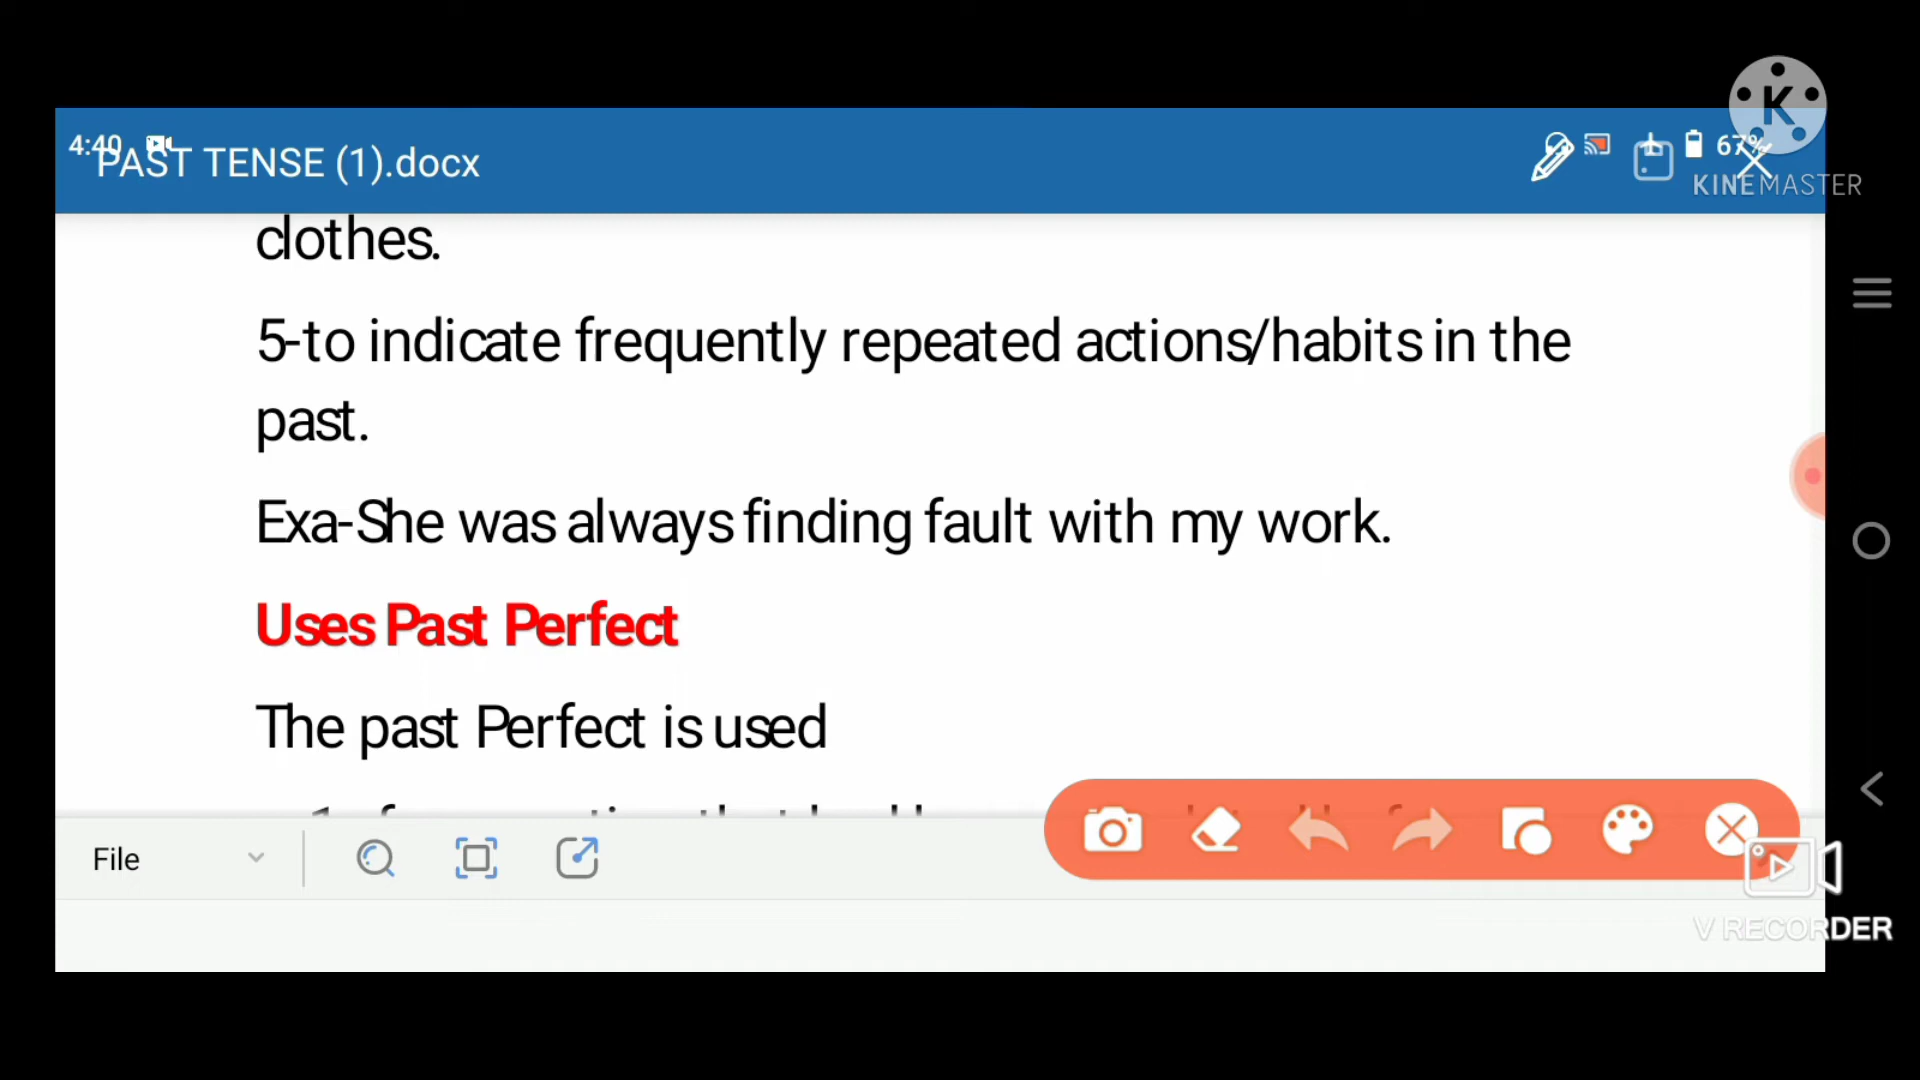 4:40
PAST TENSE (1).docx
67%
K
KINEMASTER
clothes.
5-to indicate frequently repeated actions/habits in the
past.
Exa-She was always finding fault with my work.
Uses Past Perfect
The past Perfect is used
File
V RECORDER